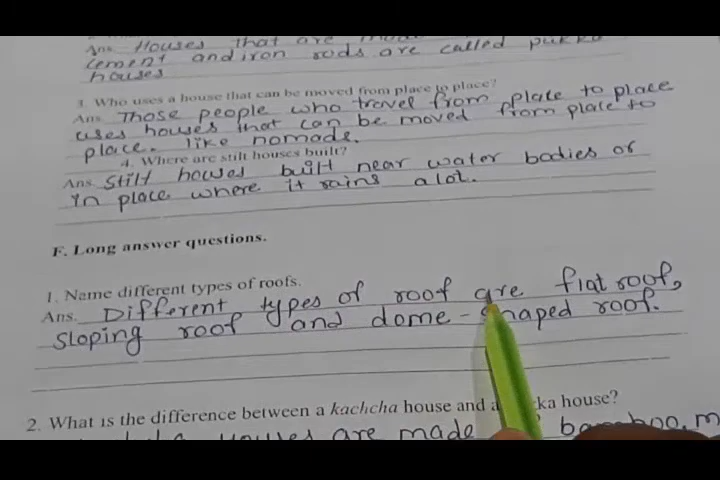 Ans. Houses that are
cement and iron rods are called pukka
houses
3. Who uses a house that can be moved from place to place?
Ans. Those people who travel from place to place
uses houses that can be moved from place to
place. like nomads.
4. Where are stilt houses built?
Ans. Stilt houses built near water bodies or
in place where it rains a lot.
F. Long answer questions.
1. Name different types of roofs.
Ans. Different types of roof are flat roof,
sloping roof and dome-shaped roof.
2. What is the difference between a kachcha house and a ka house?
houses are made bamboo, m